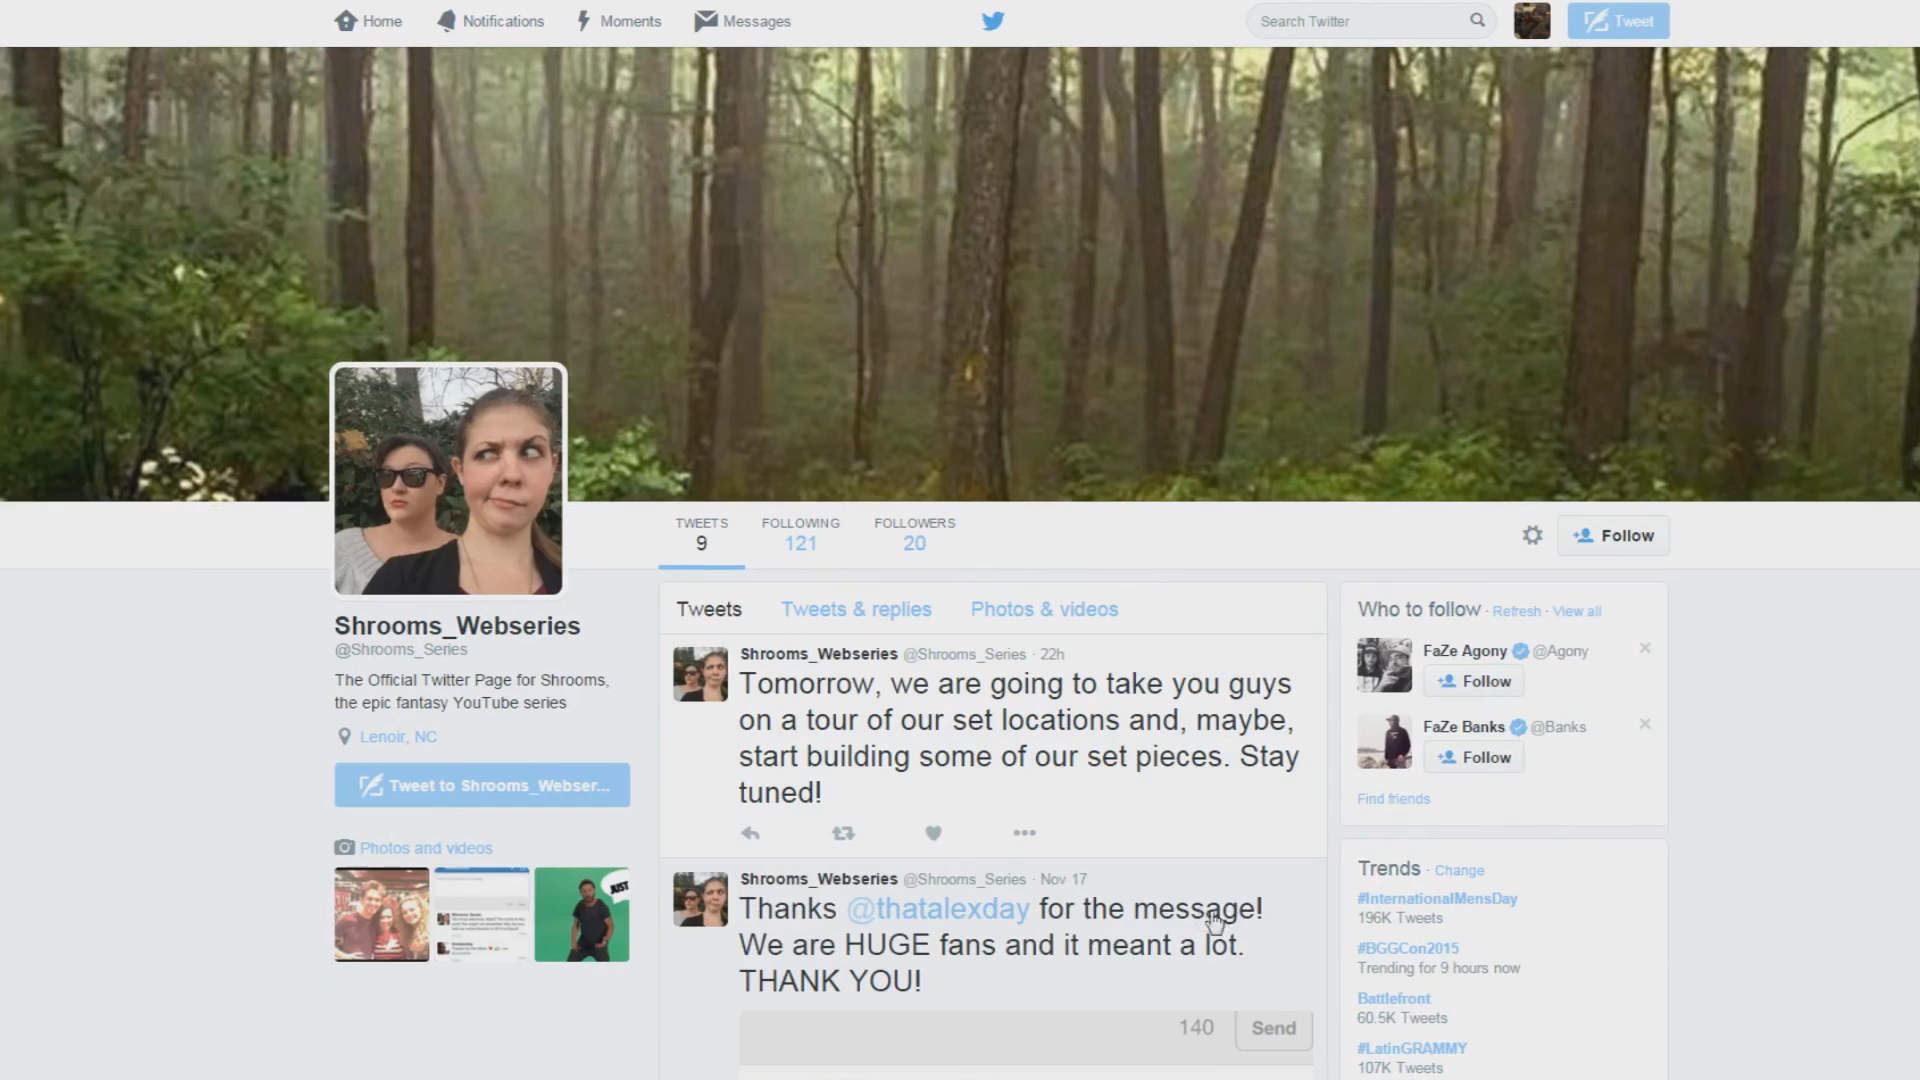 Home
Notifications
Moments
Messages
Search Twitter
Tweet
TWEETS
9
FOLLOWING
121
FOLLOWERS
20
Follow
Shrooms_Webseries
@Shrooms_Series
The Official Twitter Page for Shrooms,
the epic fantasy YouTube series
Lenoir, NC
Tweet to Shrooms_Webser...
Photos and videos
JUST
Tweets
Tweets & replies
Photos & videos
Shrooms_Webseries @Shrooms_Series · 22h
Tomorrow, we are going to take you guys
on a tour of our set locations and, maybe,
start building some of our set pieces. Stay
tuned!
Shrooms_Webseries @Shrooms_Series · Nov 17
Thanks @thatalexday for the message!
We are HUGE fans and it meant a lot.
THANK YOU!
140
Send
Who to follow · Refresh · View all
FaZe Agony @Agony
Follow
FaZe Banks @Banks
Follow
Find friends
Trends · Change
#InternationalMensDay
196K Tweets
#BGGCon2015
Trending for 9 hours now
Battlefront
60.5K Tweets
#LatinGRAMMY
107K Tweets